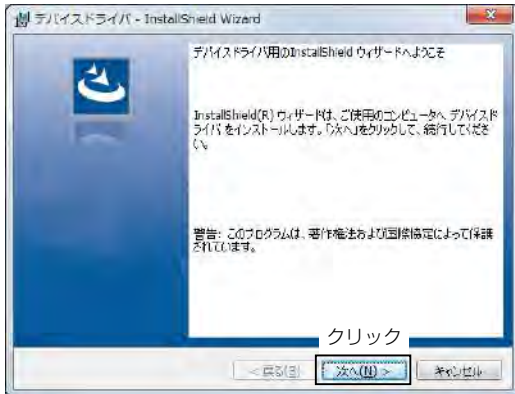 デバイスドライバ - InstallShield Wizard
デバイスドライバ用のInstallShield ウィザードへようこそ
InstallShield(R) ウィザードは、ご使用のコンピュータへ デバイスド
ライバ をインストールします。「次へ」をクリックして、続行してくださ
い。
警告: このプログラムは、著作権法および国際協定によって保護
されています。
クリック
< 戻る(B)
次へ(N) >
キャンセル